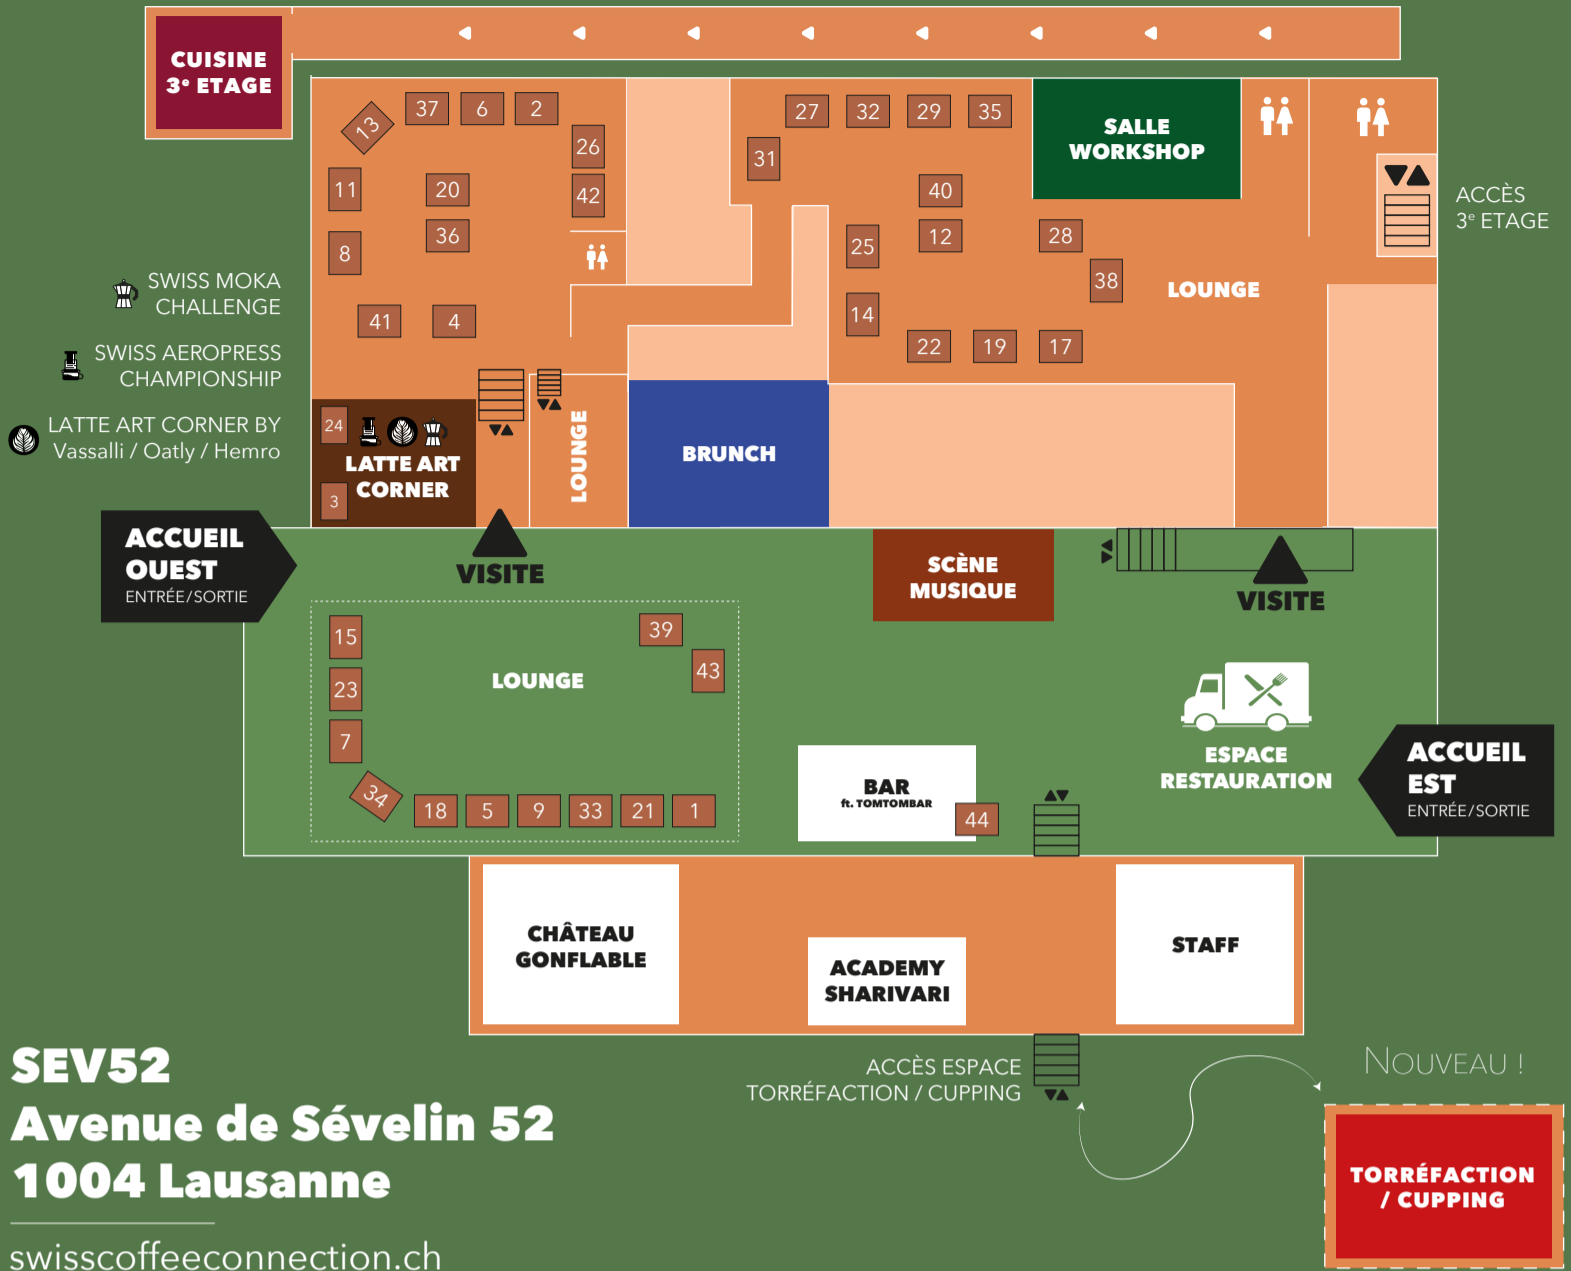 CUISINE
3e ETAGE
37
6
2
13
26
11
20
42
36
8
41
4
27
32
29
35
31
40
25
12
28
38
14
22
19
17
SALLE
WORKSHOP
LOUNGE
ACCÈS
3e ETAGE
SWISS MOKA
CHALLENGE
SWISS AEROPRESS
CHAMPIONSHIP
LATTE ART CORNER BY
Vassalli / Oatly / Hemro
24
LATTE ART
CORNER
3
LOUNGE
BRUNCH
ACCUEIL
OUEST
ENTRÉE/SORTIE
VISITE
SCÈNE
MUSIQUE
VISITE
15
39
23
LOUNGE
43
7
34
18
5
9
33
21
1
BAR
ft. TOMTOMBAR
44
ESPACE
RESTAURATION
ACCUEIL
EST
ENTRÉE/SORTIE
CHÂTEAU
GONFLABLE
ACADEMY
SHARIVARI
STAFF
ACCÈS ESPACE
TORRÉFACTION / CUPPING
NOUVEAU !
TORRÉFACTION
/ CUPPING
SEV52
Avenue de Sévelin 52
1004 Lausanne
swisscoffeeconnection.ch